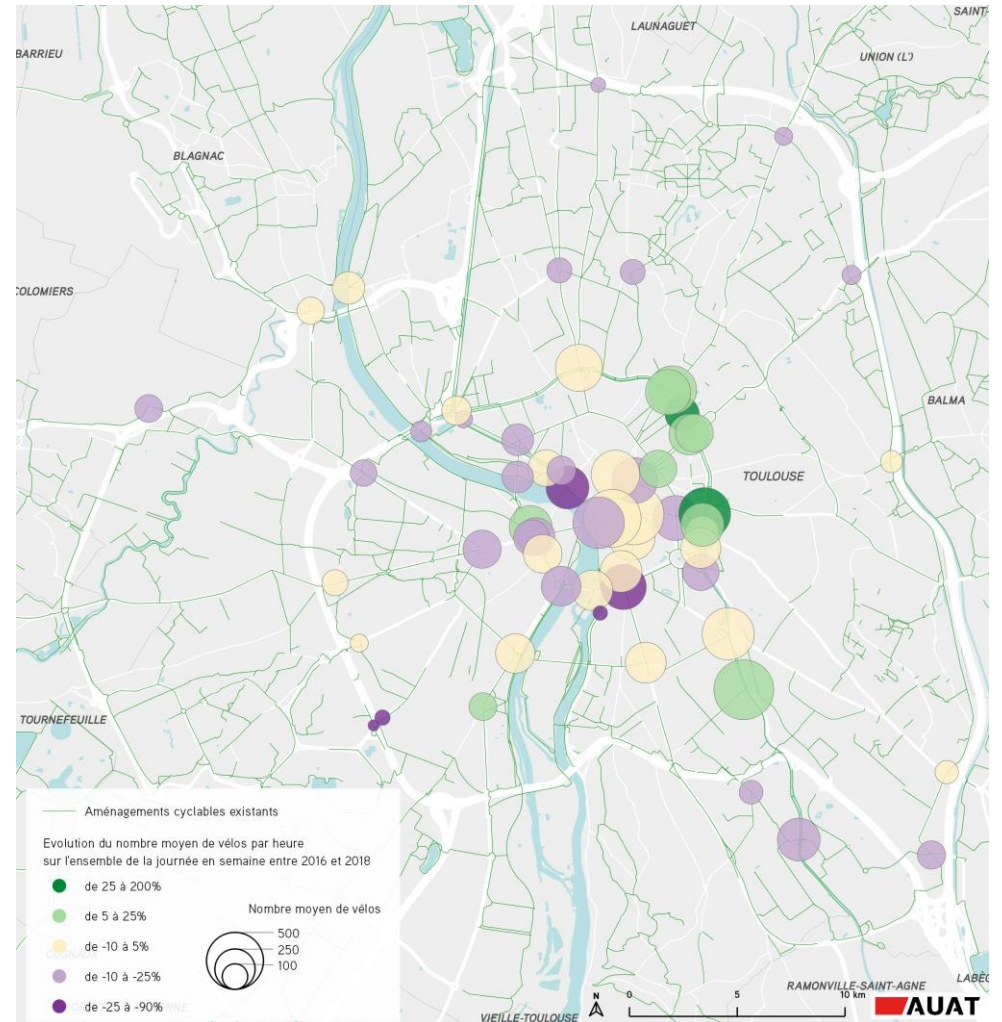 SAINT-
LAUNAGUET
BARRIEU
UNION (L')
BLAGNAC
COLOMIERS
BALMA
TOULOUSE
TOURNEFEUILLE
Aménagements cyclables existants
Evolution du nombre moyen de vélos par heure
sur l'ensemble de la journée en semaine entre 2016 et 2018
de 25 à 200%
de 5 à 25%
Nombre moyen de vélos
500
250
100
de -10 à 5%
CUGNAUX
de -10 à -25%
de -25 à -90%
RAMONVILLE-SAINT-AGNE
LABÈG
VIEILLE-TOULOUSE
N
0
5
10 km
AUAT